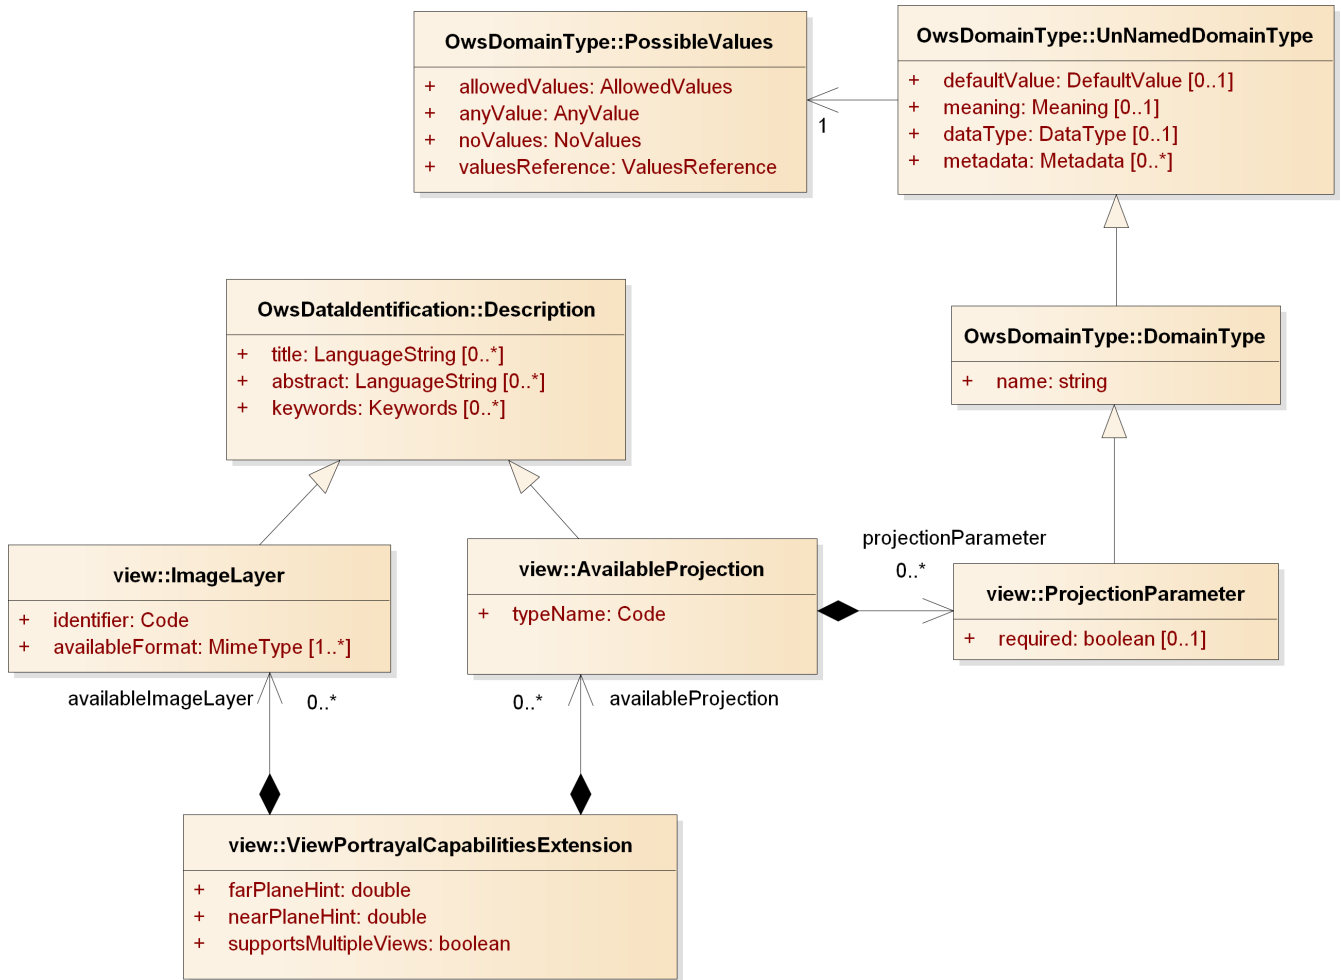 OwsDomainType::PossibleValues
+ allowedValues: AllowedValues
+ anyValue: AnyValue
+ noValues: NoValues
+ valuesReference: ValuesReference
1
OwsDomainType::UnNamedDomainType
+ defaultValue: DefaultValue [0..1]
+ meaning: Meaning [0..1]
+ dataType: DataType [0..1]
+ metadata: Metadata [0..*]
OwsDataIdentification::Description
+ title: LanguageString [0..*]
+ abstract: LanguageString [0..*]
+ keywords: Keywords [0..*]
OwsDomainType::DomainType
+ name: string
view::ImageLayer
+ identifier: Code
+ availableFormat: MimeType [1..*]
view::AvailableProjection
+ typeName: Code
projectionParameter
0..*
view::ProjectionParameter
+ required: boolean [0..1]
availableImageLayer
0..*
0..*
availableProjection
view::ViewPortrayalCapabilitiesExtension
+ farPlaneHint: double
+ nearPlaneHint: double
+ supportsMultipleViews: boolean